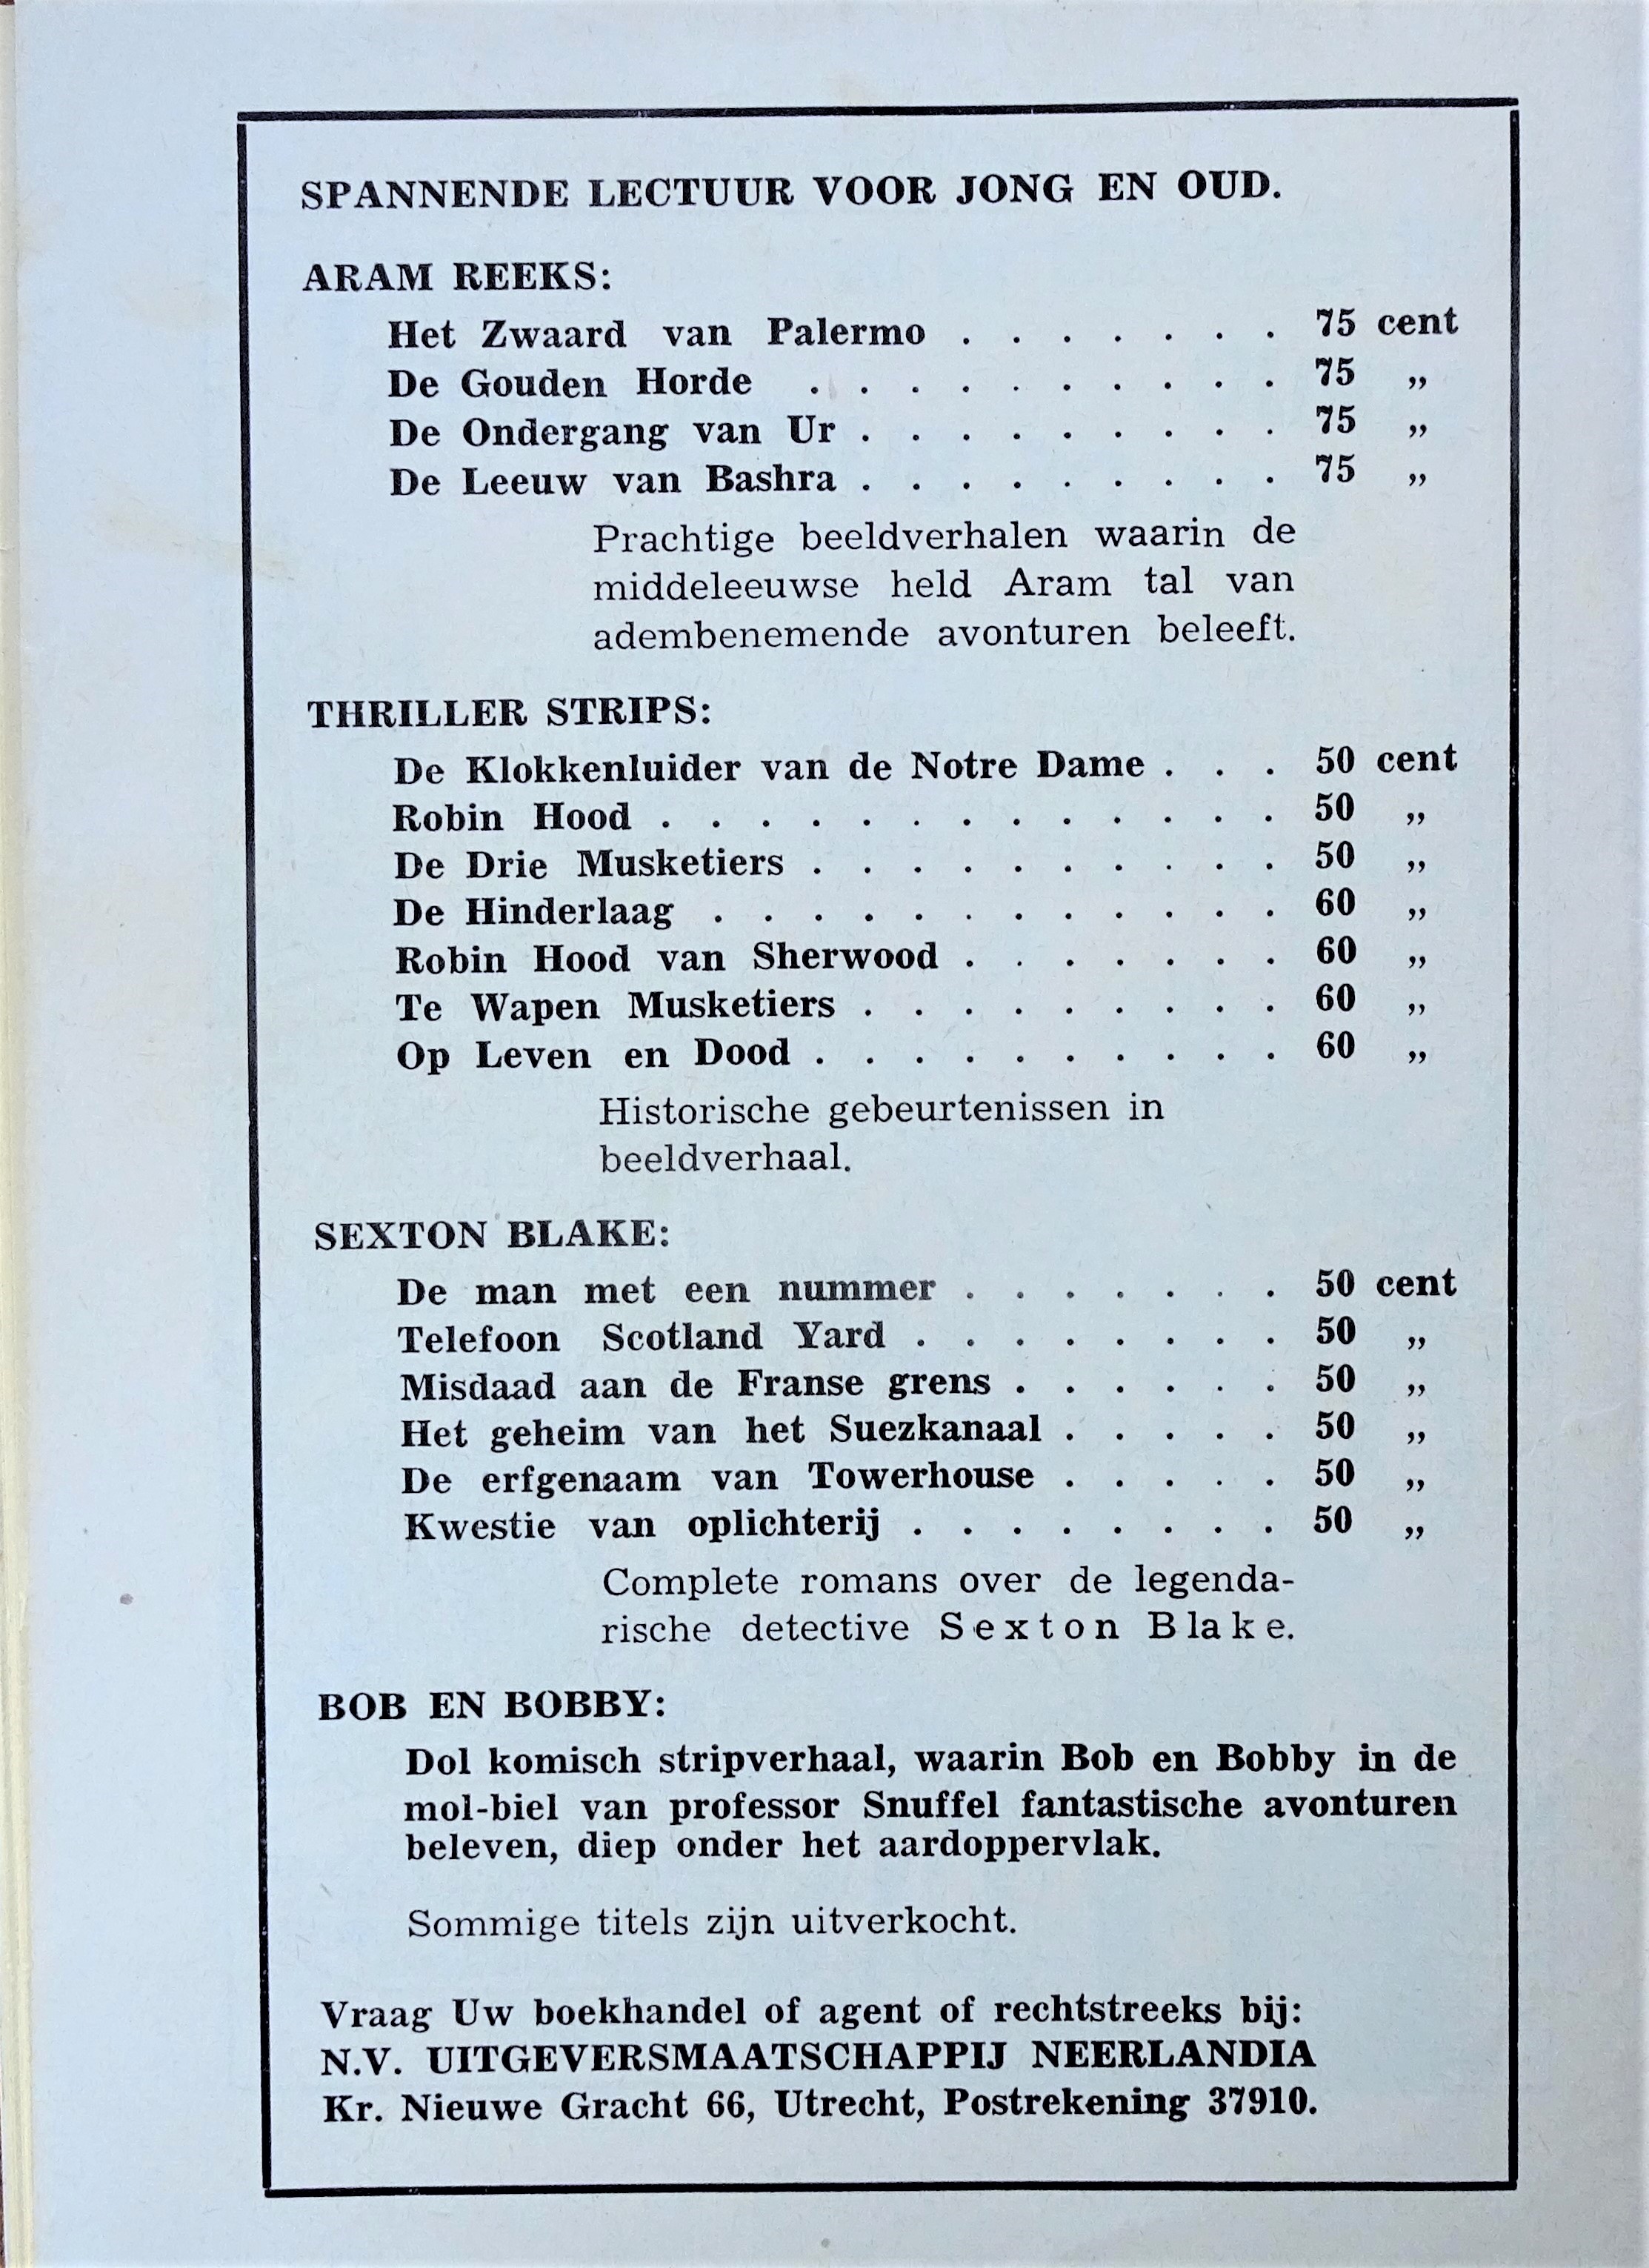 SPANNENDE LECTUUR VOOR JONG EN OUD.
ARAM REEKS:
Het Zwaard van Palermo . . . . . . . 75 cent
De Gouden Horde . . . . . . . . . . 75 „
De Ondergang van Ur . . . . . . . . . 75 „
De Leeuw van Bashra . . . . . . . . . 75 „
Prachtige beeldverhalen waarin de
middeleeuwse held Aram tal van
adembenemende avonturen beleeft.
THRILLER STRIPS:
De Klokkenluider van de Notre Dame . . . 50 cent
Robin Hood . . . . . . . . . . . . . 50 „
De Drie Musketiers . . . . . . . . . . 50 „
De Hinderlaag . . . . . . . . . . . . 60 „
Robin Hood van Sherwood . . . . . . . 60 „
Te Wapen Musketiers . . . . . . . . . 60 „
Op Leven en Dood . . . . . . . . . . 60 „
Historische gebeurtenissen in
beeldverhaal.
SEXTON BLAKE:
De man met een nummer . . . . . . . 50 cent
Telefoon Scotland Yard . . . . . . . . 50 „
Misdaad aan de Franse grens . . . . . . 50 „
Het geheim van het Suezkanaal . . . . . 50 „
De erfgenaam van Towerhouse . . . . . 50 „
Kwestie van oplichterij . . . . . . . . 50 „
Complete romans over de legenda-
rische detective Sexton Blake.
BOB EN BOBBY:
Dol komisch stripverhaal, waarin Bob en Bobby in de
mol-biel van professor Snuffel fantastische avonturen
beleven, diep onder het aardoppervlak.
Sommige titels zijn uitverkocht.
Vraag Uw boekhandel of agent of rechtstreeks bij:
N.V. UITGEVERSMAATSCHAPPIJ NEERLANDIA
Kr. Nieuwe Gracht 66, Utrecht, Postrekening 37910.